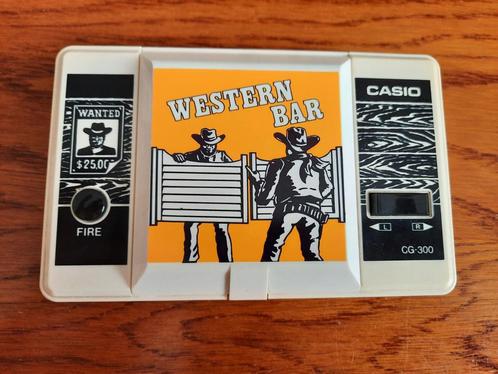 WANTED
$25.00
FIRE
WESTERN
BAR
CASIO
L R
CG-300